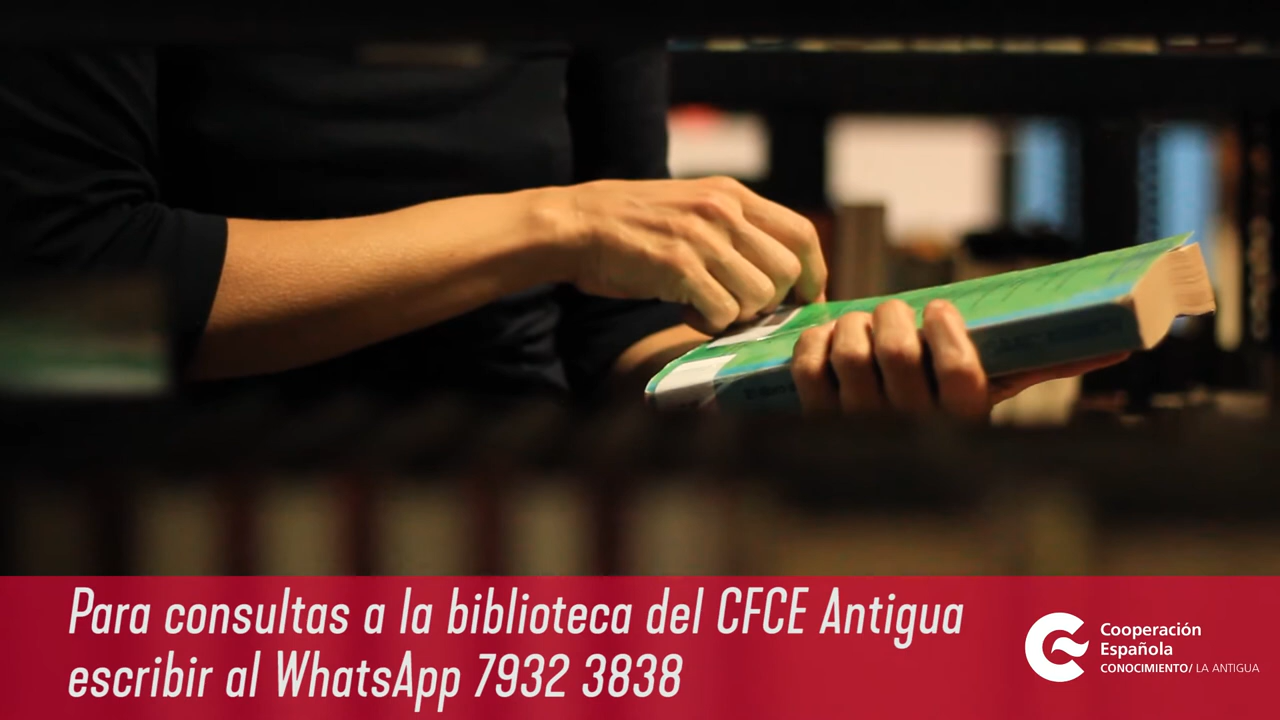 Para consultas a la biblioteca del CFCE Antigua
escribir al WhatsApp 7932 3838
Cooperación
Española
CONOCIMIENTO/ LA ANTIGUA